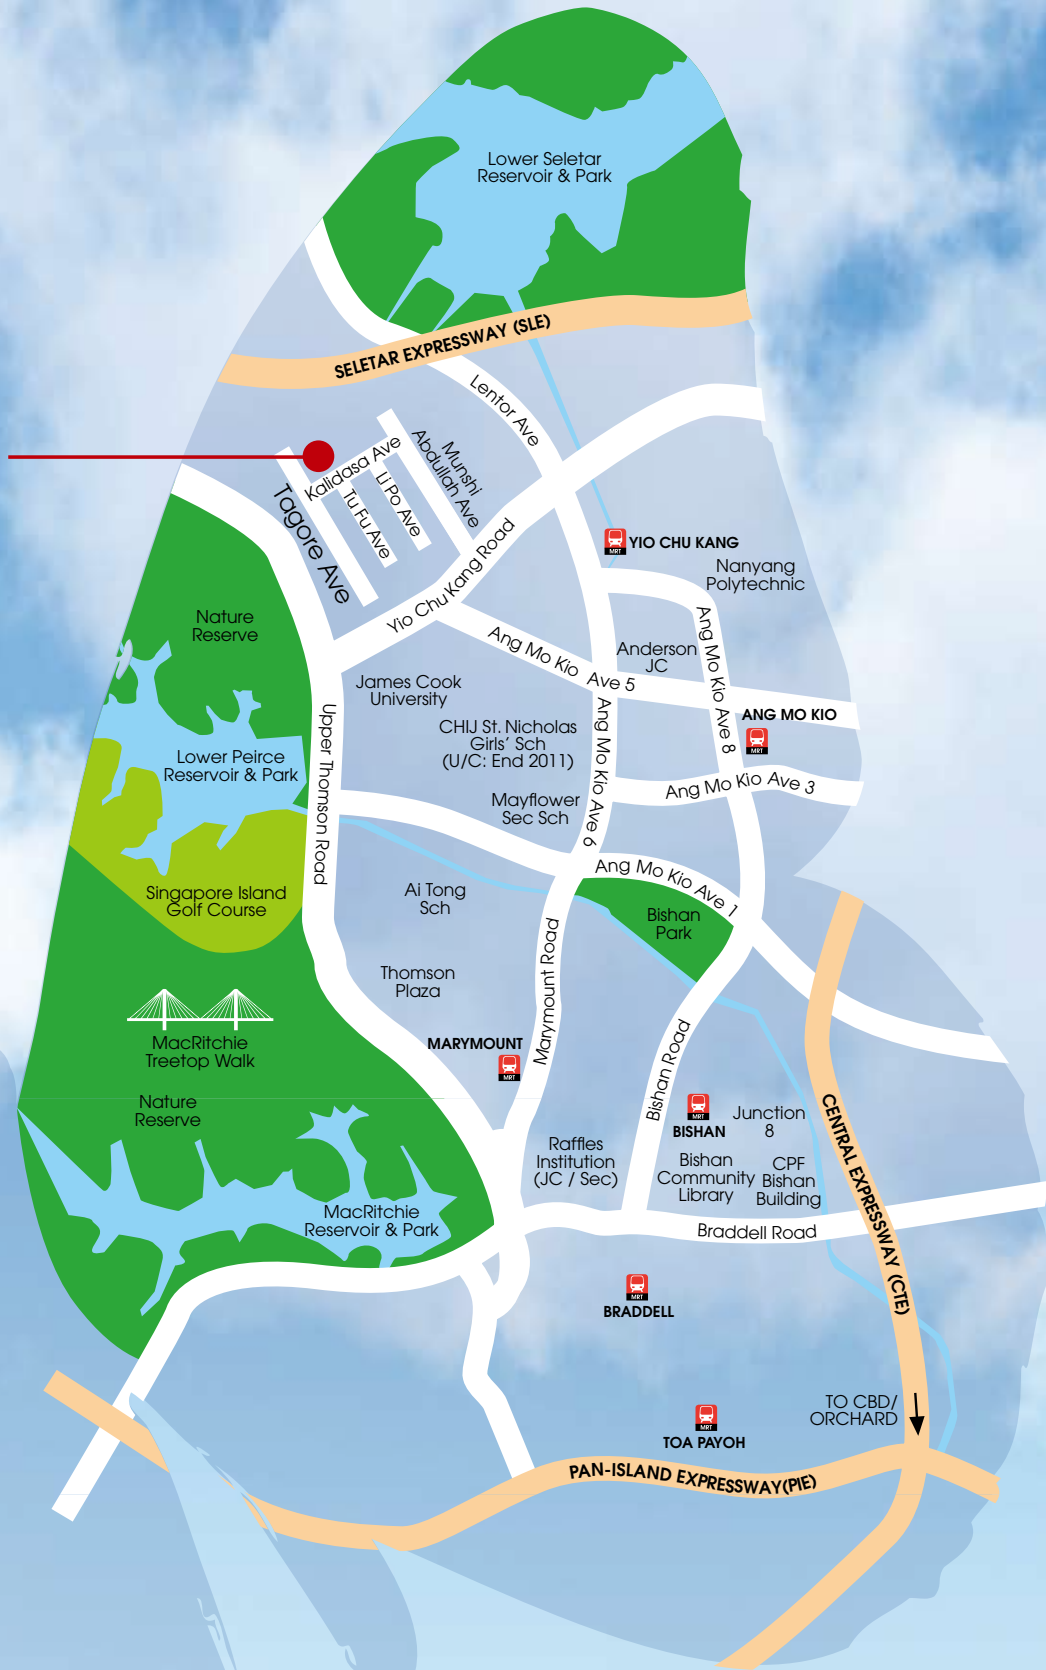 Lower Seletar
Reservoir & Park
SELETAR EXPRESSWAY (SLE)
Lentor Ave
Kalidasa Ave
Munshi
Abdullah Ave
Li Po Ave
Tu Fu Ave
Tagore Ave
Yio Chu Kang Road
MRT
YIO CHU KANG
Nanyang
Polytechnic
Nature
Reserve
Ang Mo Kio Ave 5
Anderson
JC
Ang Mo Kio Ave 8
James Cook
University
ANG MO KIO
MRT
CHIJ St. Nicholas
Girls' Sch
(U/C: End 2011)
Upper Thomson Road
Ang Mo Kio Ave 6
Lower Peirce
Reservoir & Park
Ang Mo Kio Ave 3
Mayflower
Sec Sch
Ang Mo Kio Ave 1
Singapore Island
Golf Course
Ai Tong
Sch
Bishan
Park
Marymount Road
Thomson
Plaza
MacRitchie
Treetop Walk
MARYMOUNT
MRT
Bishan Road
Nature
Reserve
MRT
BISHAN
Junction
8
CENTRAL EXPRESSWAY (CTE)
Raffles
Institution
(JC / Sec)
Bishan
Community
Library
CPF
Bishan
Building
MacRitchie
Reservoir & Park
Braddell Road
MRT
BRADDELL
TO CBD/
ORCHARD
MRT
TOA PAYOH
PAN-ISLAND EXPRESSWAY(PIE)